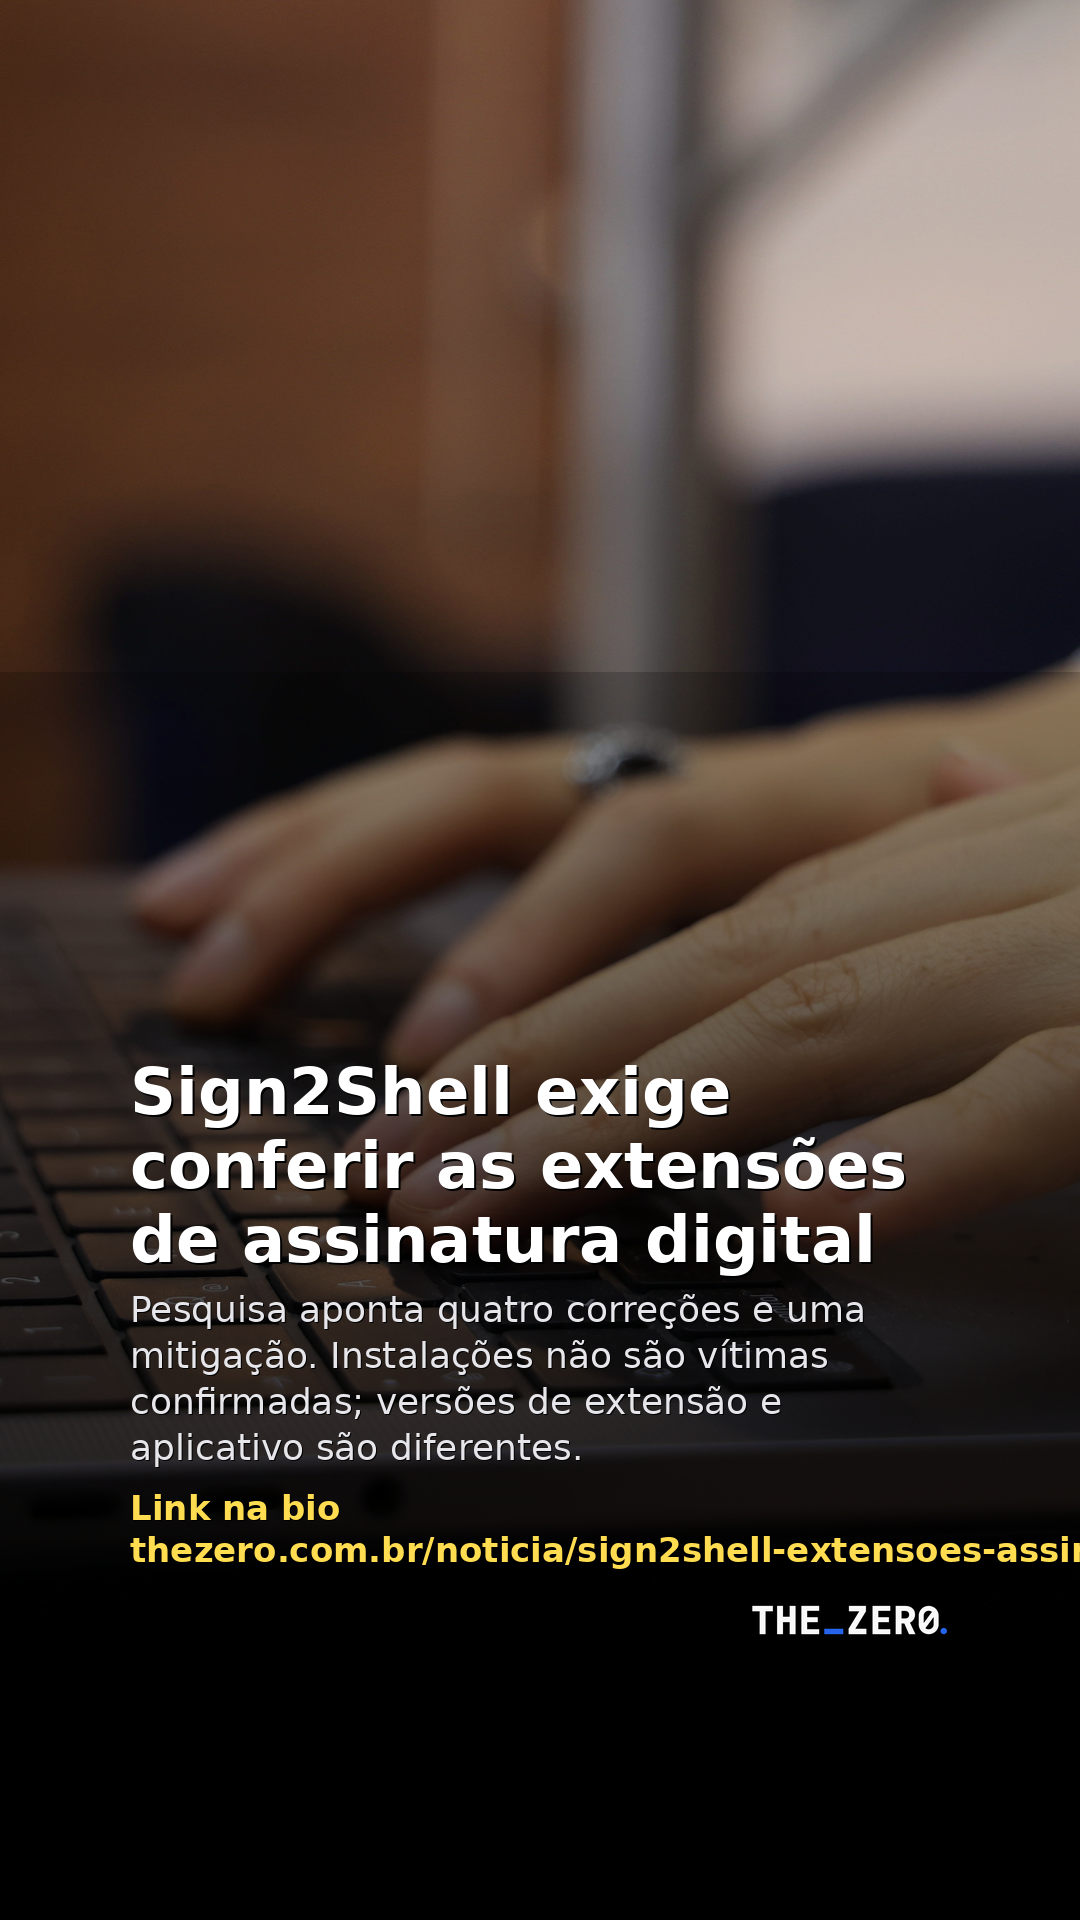 Sign2Shell exige
conferir as extensões
de assinatura digital
Pesquisa aponta quatro correções e uma
mitigação. Instalações não são vítimas
confirmadas; versões de extensão e
aplicativo são diferentes.
Link na bio
thezero.com.br/noticia/sign2shell-extensoes-assin
THE_ZERO.